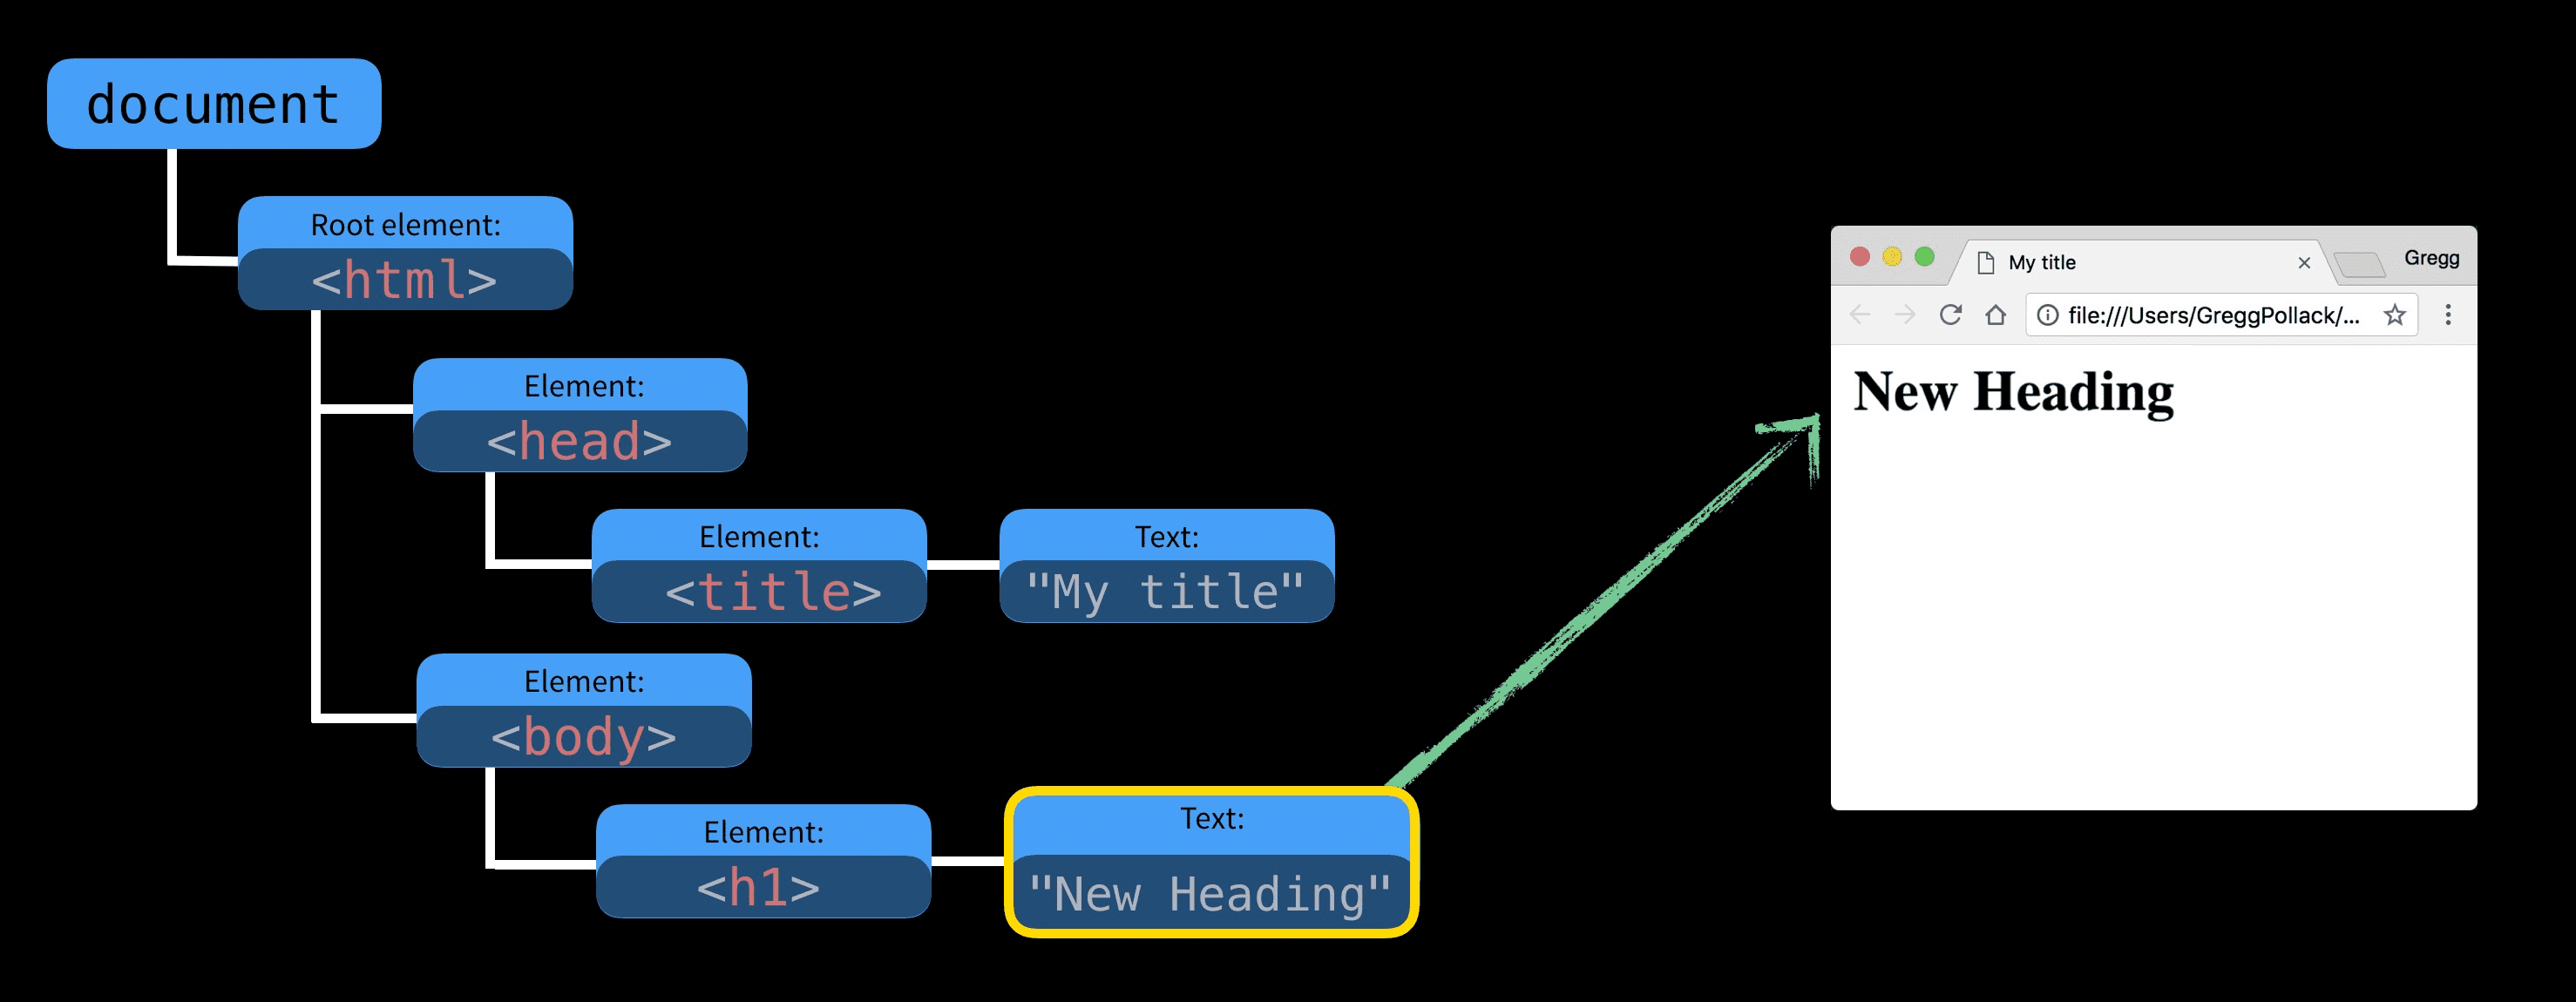 document
Root element:
<html>
Element:
<head>
Element:
<title>
Text:
"My title"
Element:
<body>
Element:
<h1>
Text:
"New Heading"
My title
Gregg
file:///Users/GreggPollack/...
New Heading